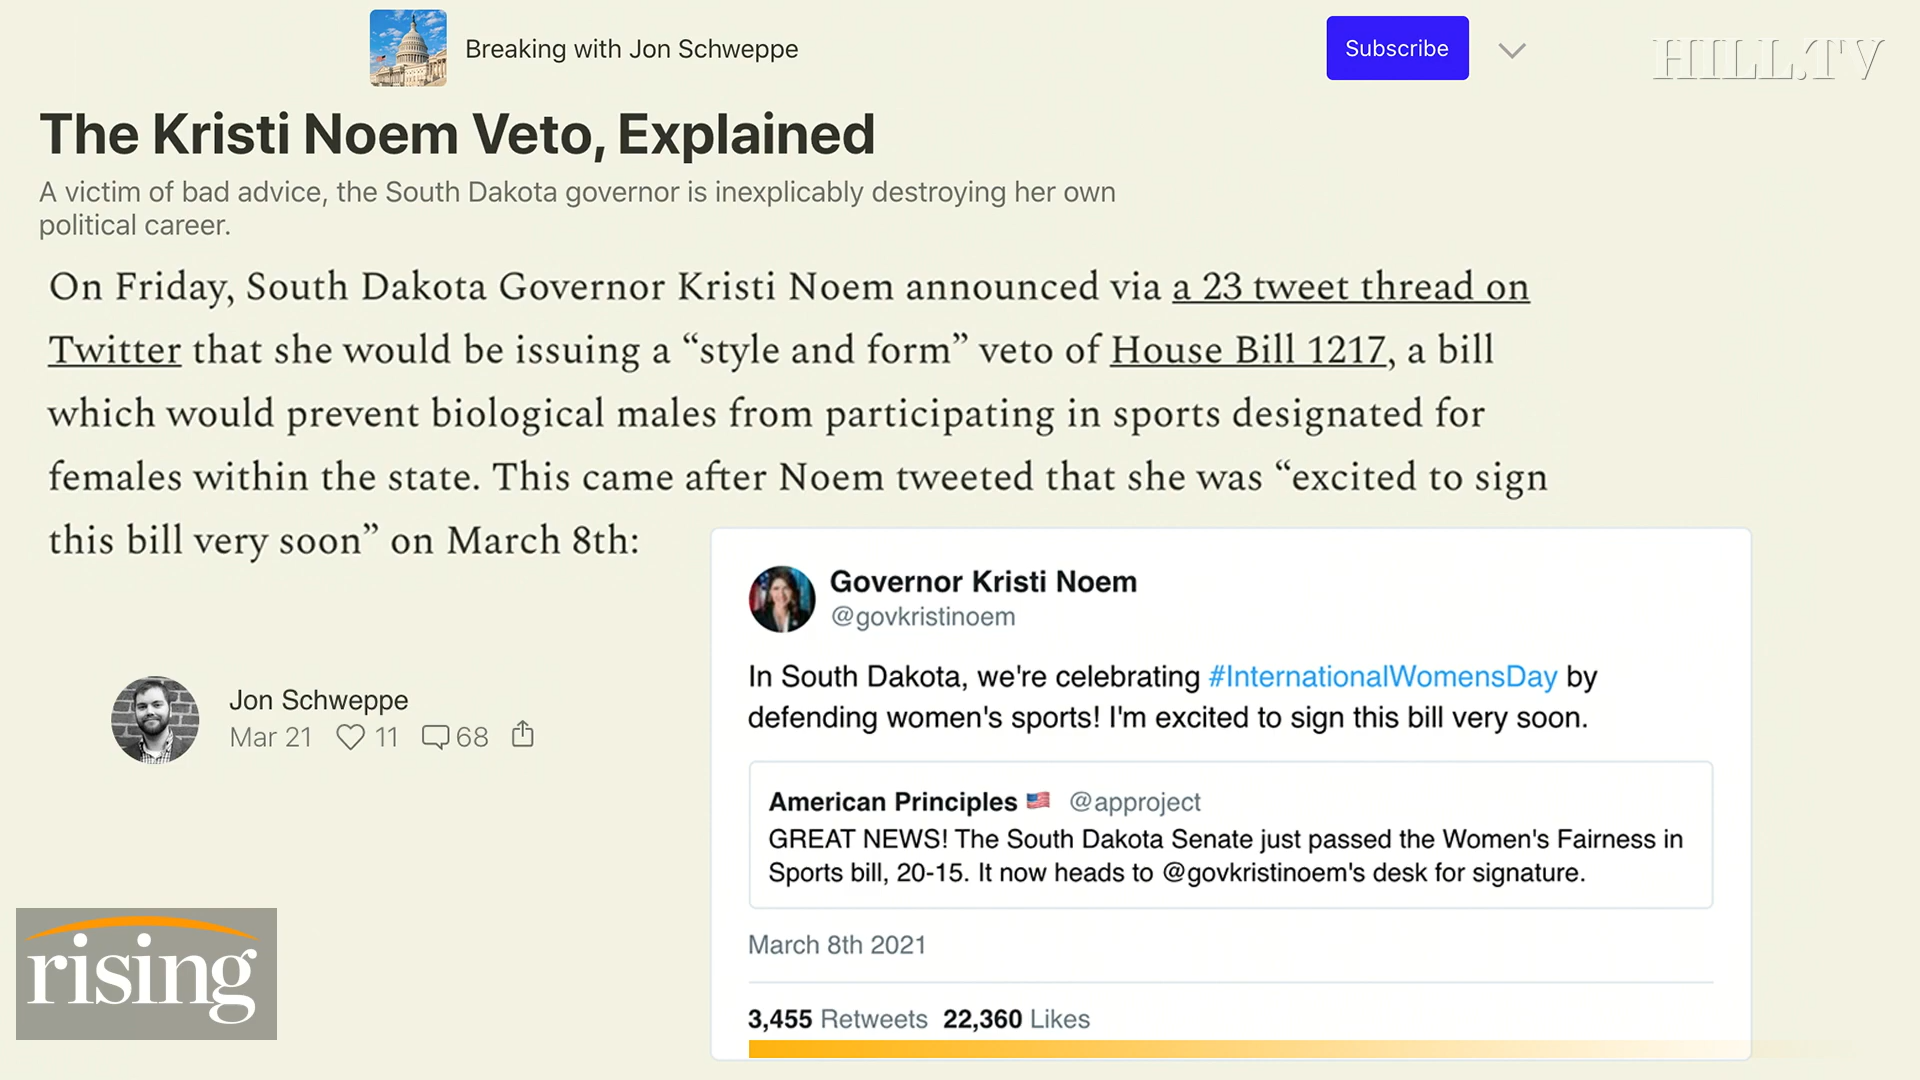 Breaking with Jon Schweppe
Subscribe
HILL.TV
The Kristi Noem Veto, Explained
A victim of bad advice, the South Dakota governor is inexplicably destroying her own
political career.
On Friday, South Dakota Governor Kristi Noem announced via a 23 tweet thread on
Twitter that she would be issuing a “style and form” veto of House Bill 1217, a bill
which would prevent biological males from participating in sports designated for
females within the state. This came after Noem tweeted that she was “excited to sign
this bill very soon” on March 8th:
Jon Schweppe
Mar 21 11 68
Governor Kristi Noem
@govkristinoem
In South Dakota, we're celebrating #InternationalWomensDay by
defending women's sports! I'm excited to sign this bill very soon.
American Principles 🇺🇸 @approject
GREAT NEWS! The South Dakota Senate just passed the Women's Fairness in
Sports bill, 20-15. It now heads to @govkristinoem's desk for signature.
March 8th 2021
3,455 Retweets 22,360 Likes
rising